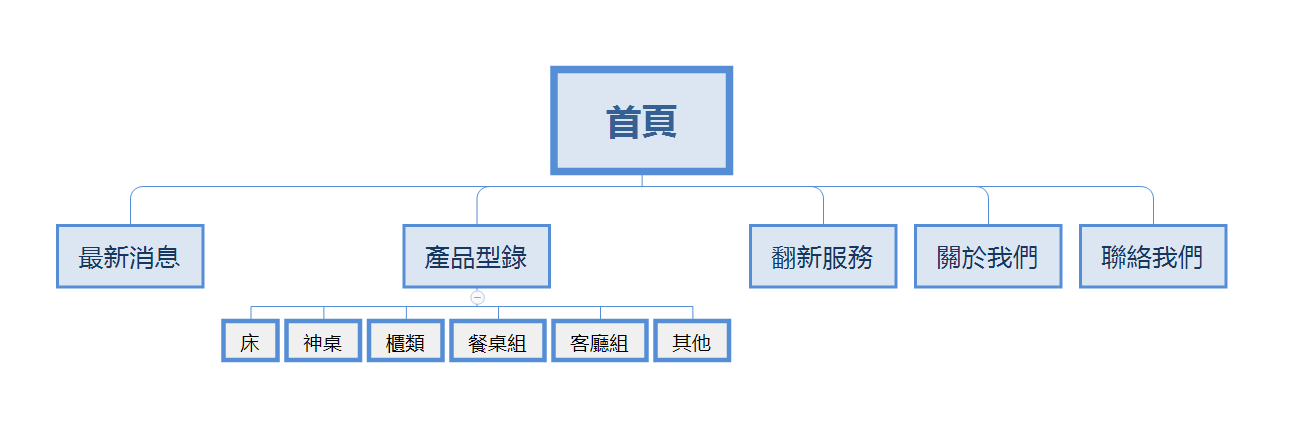 首頁
最新消息
產品型錄
翻新服務
關於我們
聯絡我們
床
神桌
櫃類
餐桌組
客廳組
其他